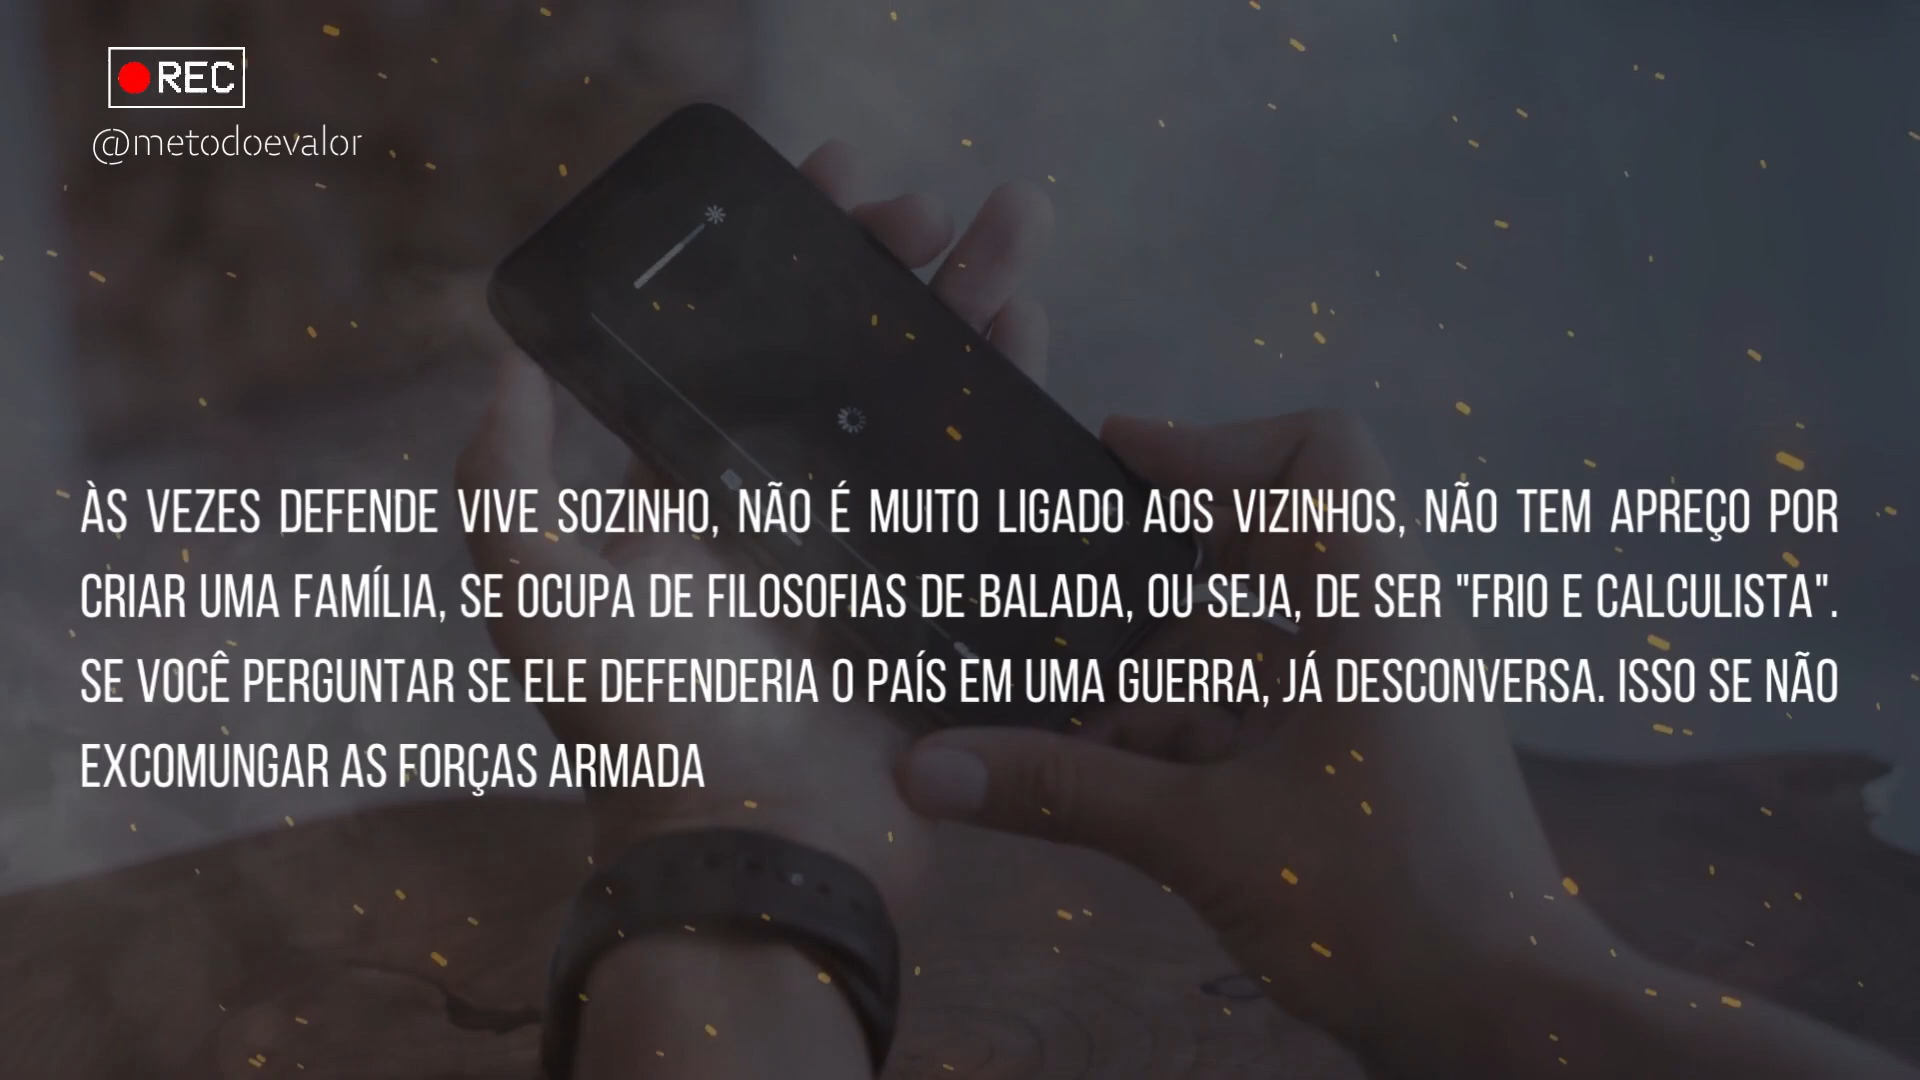 REC
@metodoevalor
ÀS VEZES DEFENDE VIVE SOZINHO, NÃO É MUITO LIGADO AOS VIZINHOS, NÃO TEM APREÇO POR
CRIAR UMA FAMÍLIA, SE OCUPA DE FILOSOFIAS DE BALADA, OU SEJA, DE SER "FRIO E CALCULISTA".
SE VOCÊ PERGUNTAR SE ELE DEFENDERIA O PAÍS EM UMA GUERRA, JÁ DESCONVERSA. ISSO SE NÃO
EXCOMUNGAR AS FORÇAS ARMADA